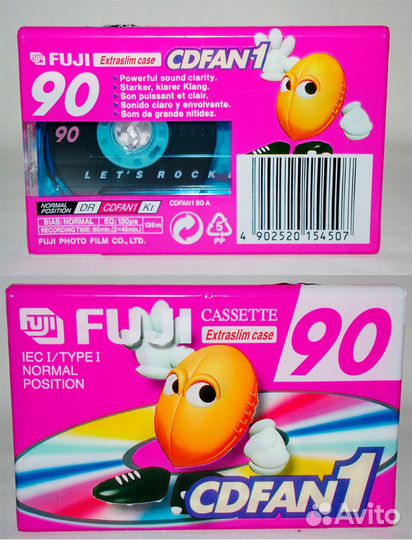 FUJI Extraslim case CDFAN1
90
Powerful sound clarity.
Starker, klarer Klang.
Son puissant et clair.
Sonido claro y envolvente.
Som de grande nitidez.
90
LET'S ROCK
NORMAL POSITION DR CDFAN1 Kı
BIAS: NORMAL EQ: 120μs 135m
RECORDING TIME: 90min. (2X45min.)
FUJI PHOTO FILM CO., LTD.
CDFAN1 90 A
5
PP
4 902520 154507
FUJI FUJI CASSETTE 90
Extraslim case
IEC I/TYPE I
NORMAL
POSITION
CDFAN1
Avito